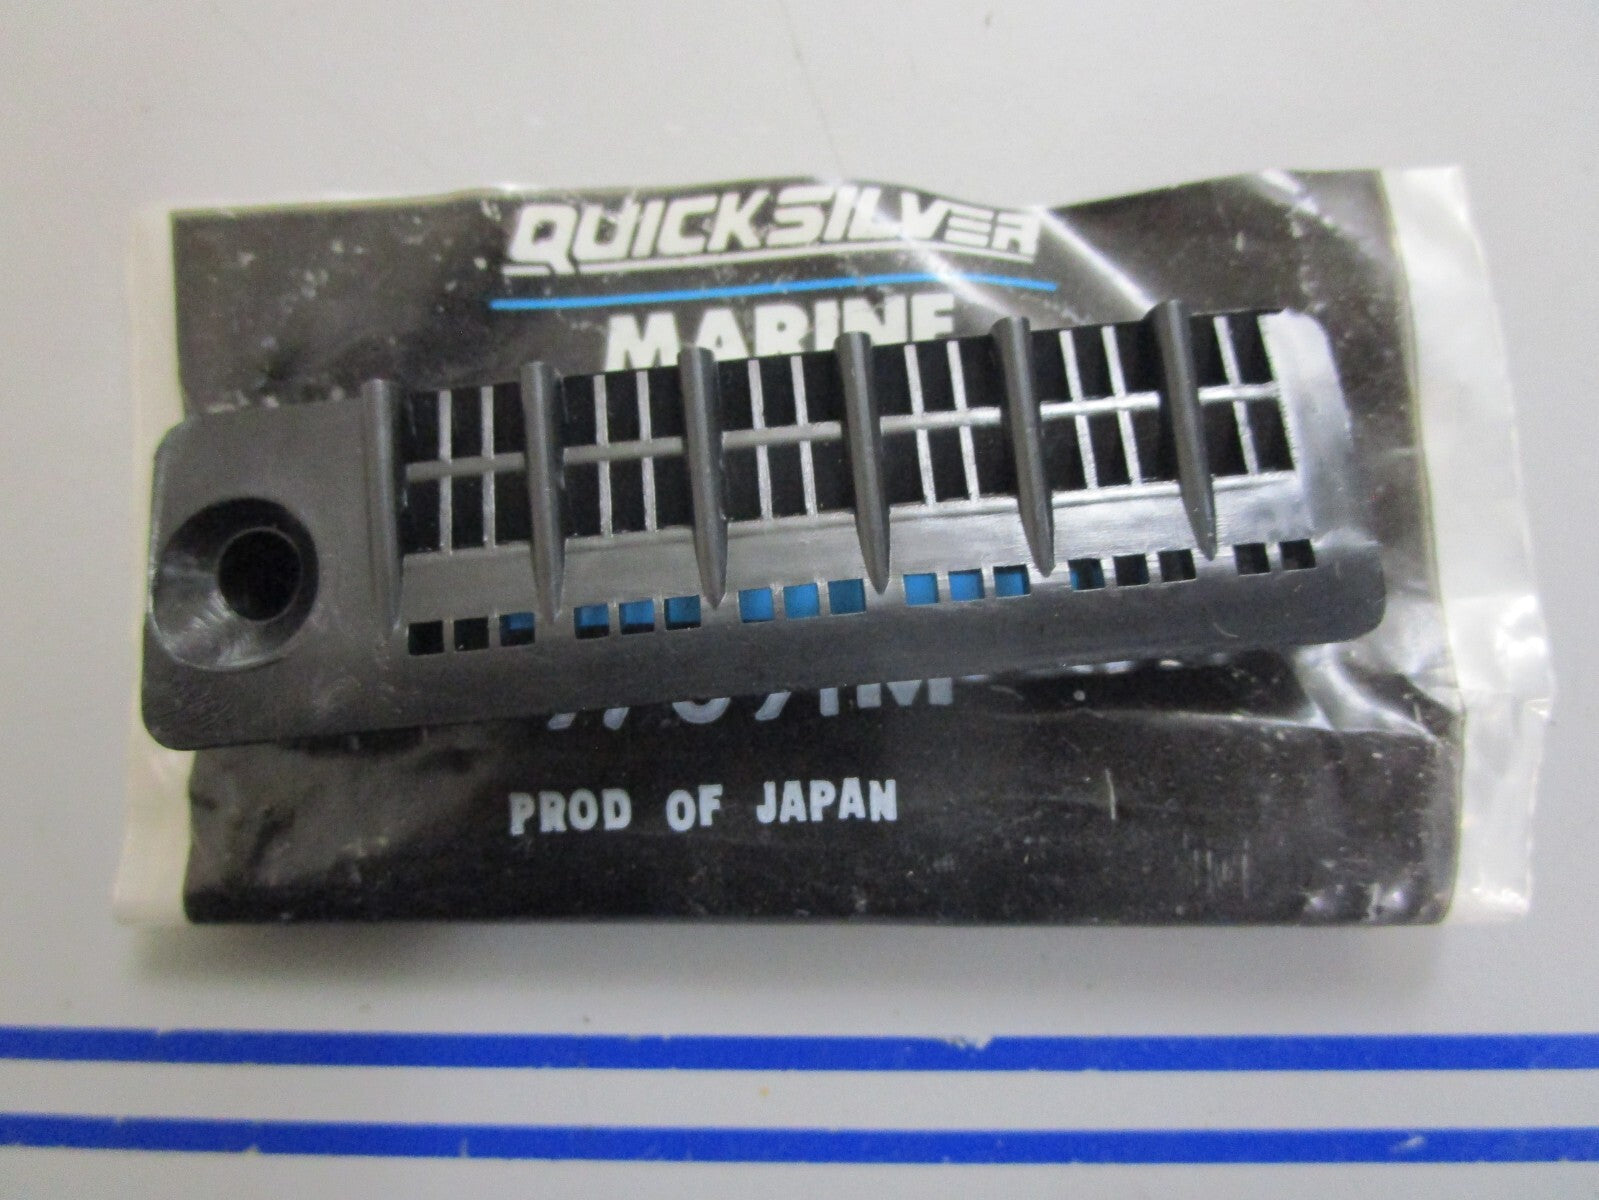 QUICKSILVER
MARINE
PROD OF JAPAN